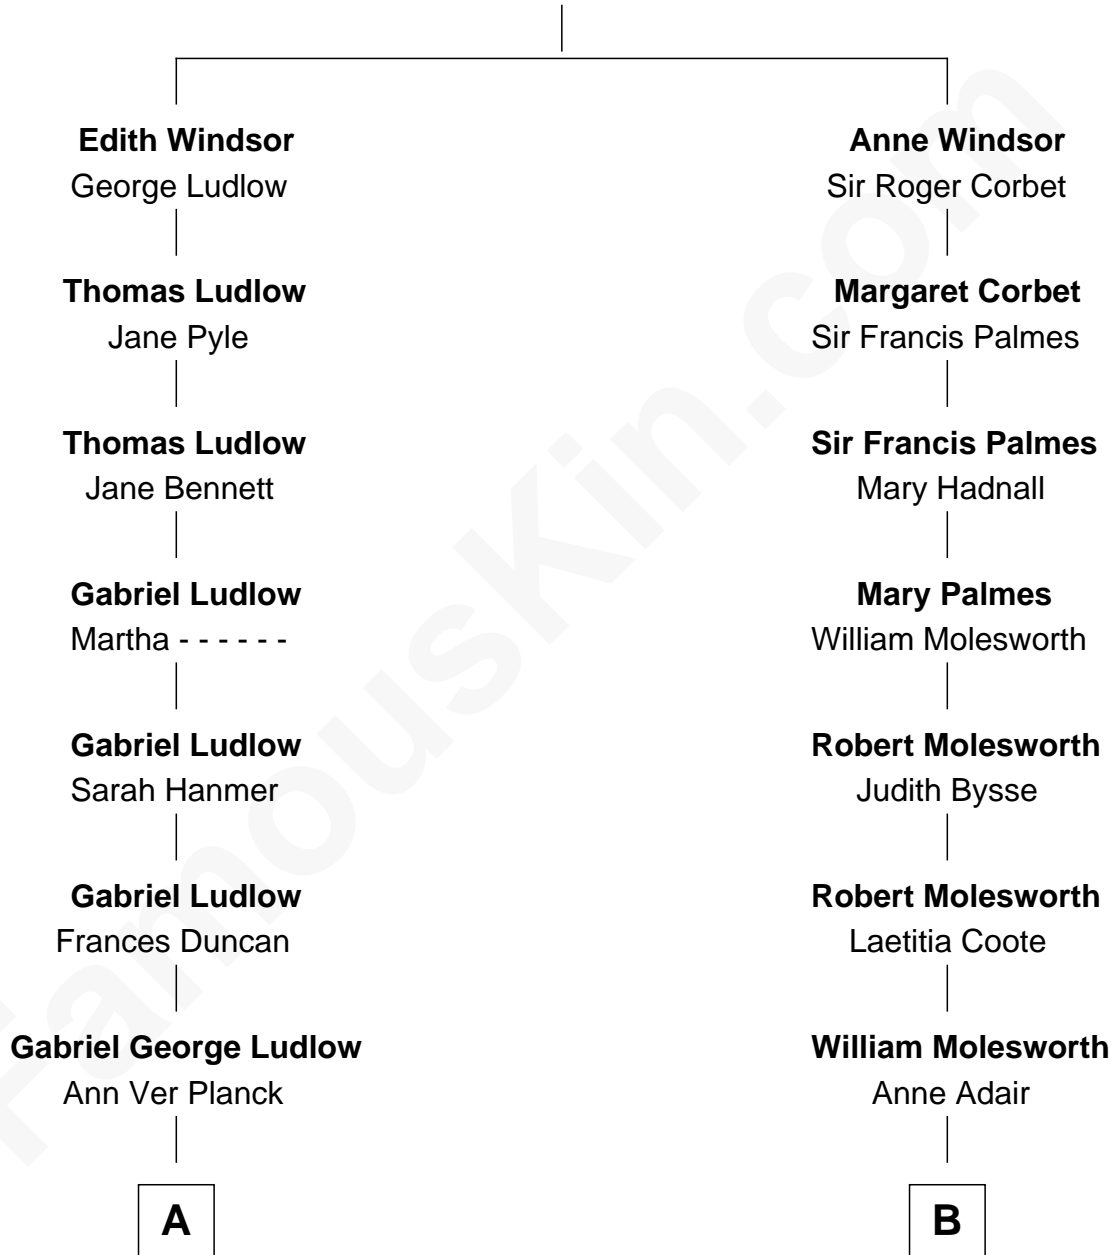 Edith Windsor
George Ludlow
Thomas Ludlow
Jane Pyle
Thomas Ludlow
Jane Bennett
Gabriel Ludlow
Martha - - - - - -
Gabriel Ludlow
Sarah Hanmer
Gabriel Ludlow
Frances Duncan
Gabriel George Ludlow
Ann Ver Planck
A
Anne Windsor
Sir Roger Corbet
Margaret Corbet
Sir Francis Palmes
Sir Francis Palmes
Mary Hadnall
Mary Palmes
William Molesworth
Robert Molesworth
Judith Bysse
Robert Molesworth
Laetitia Coote
William Molesworth
Anne Adair
B
FamousKin.com